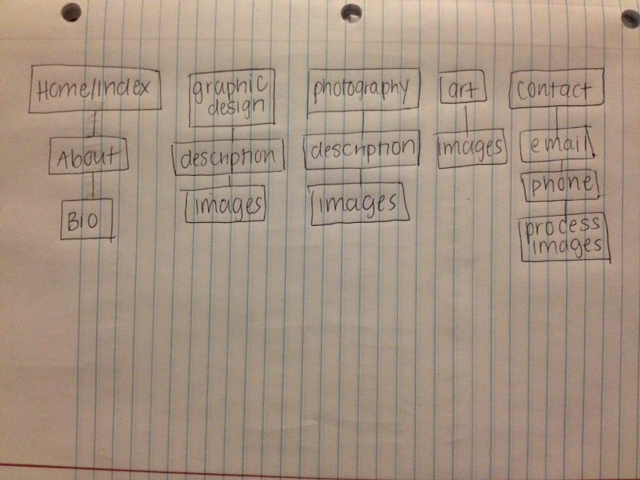 Home/Index
About
Bio
graphic
design
description
images
photography
description
images
art
images
contact
email
phone
process
images